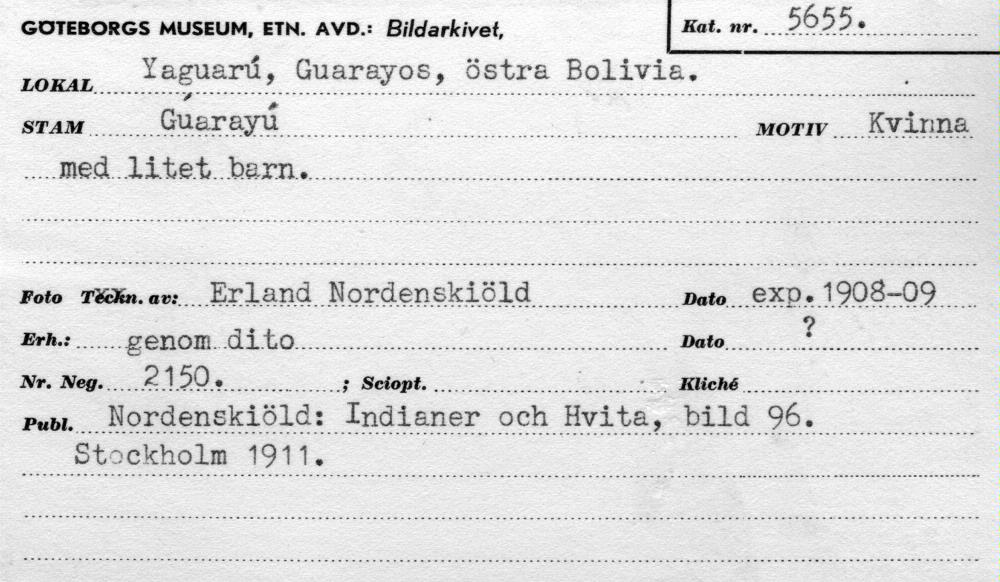 GÖTEBORGS MUSEUM, ETN. AVD.: Bildarkivet, Kat. nr. 5655.
LOKAL Yaguarú, Guarayos, östra Bolivia.
STAM Gúarayú MOTIV Kvinna
med litet barn.
Foto Teckn. av: Erland Nordenskiöld Dato exp. 1908-09
Erh.: genom dito Dato ?
Nr. Neg. 2150. ; Sciopt. Kliché
Publ. Nordenskiöld: Indianer och Hvita, bild 96.
Stockholm 1911.